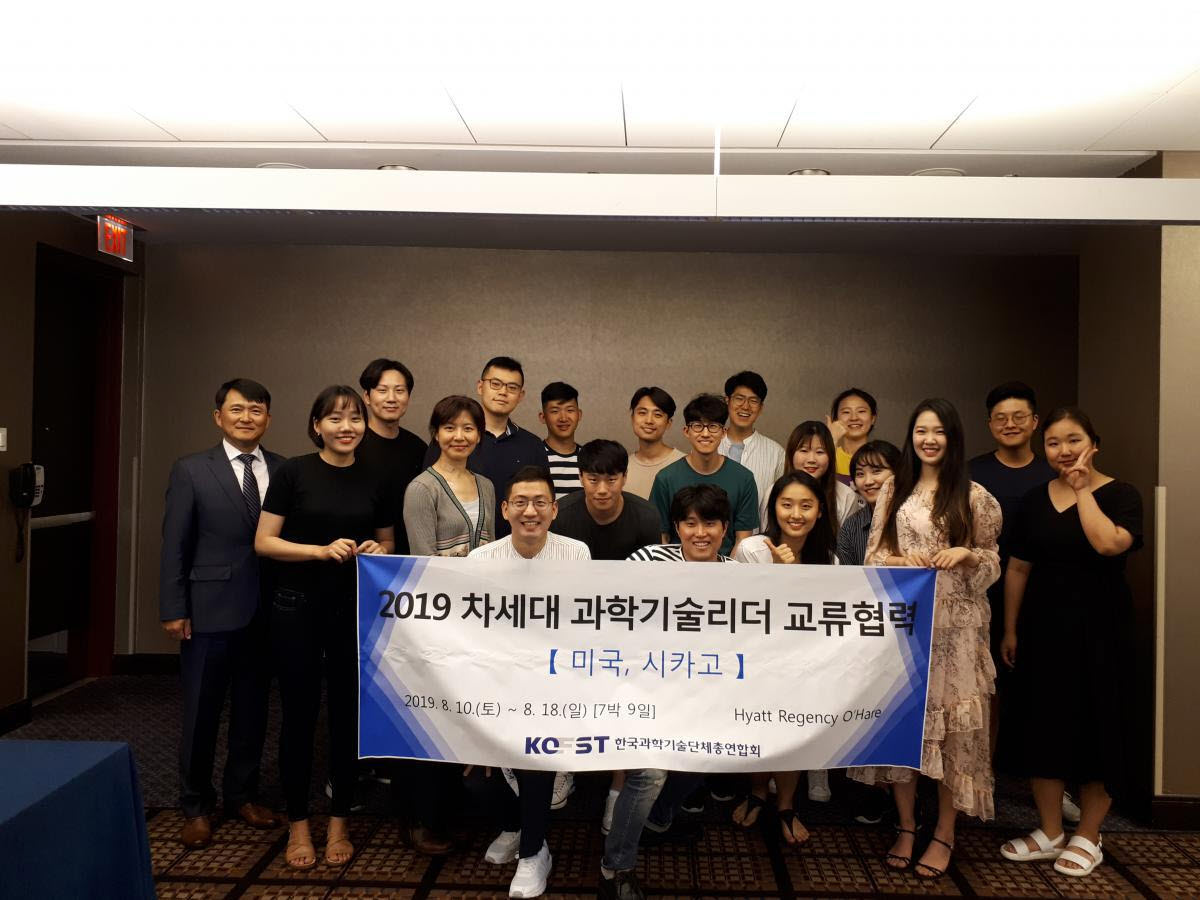 EXIT
2019 차세대 과학기술리더 교류협력
【 미국, 시카고 】
2019. 8. 10.(토) ~ 8. 18.(일) [7박 9일] Hyatt Regency O'Hare
KOFST 한국과학기술단체총연합회